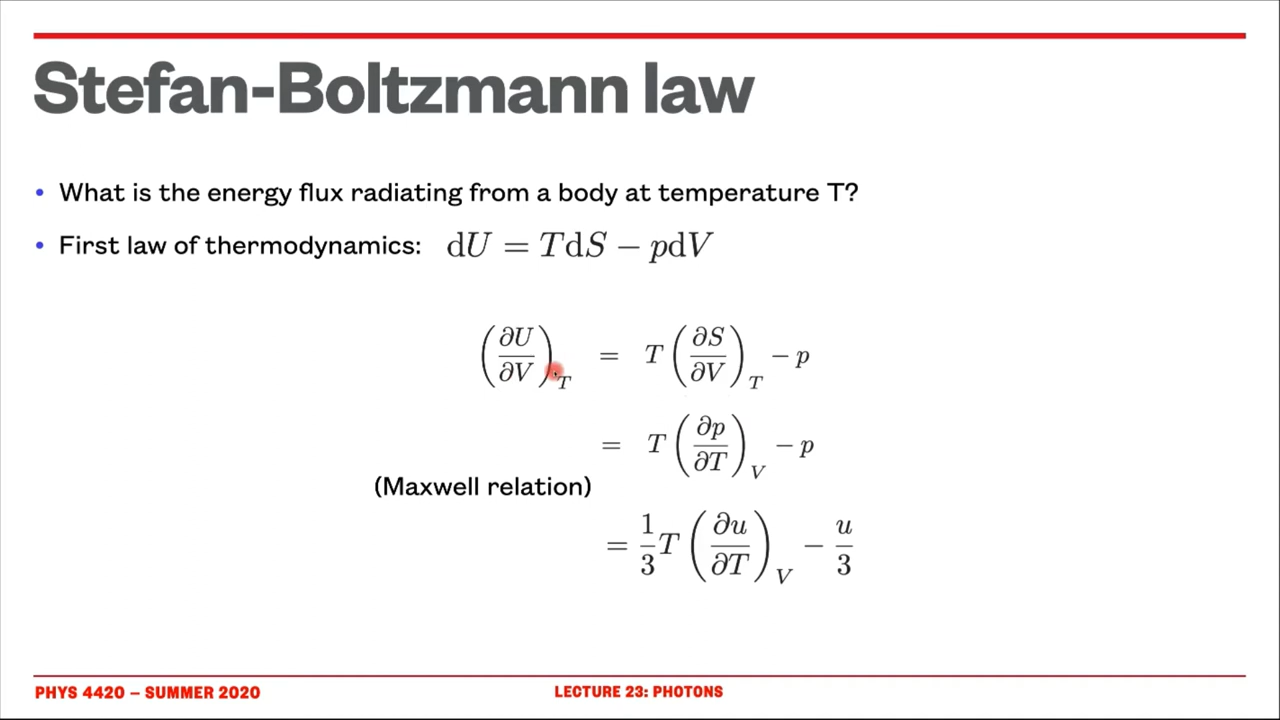 Stefan-Boltzmann law
• What is the energy flux radiating from a body at temperature T?
• First law of thermodynamics: dU = TdS − pdV
(∂U/∂V)_T = T (∂S/∂V)_T − p
= T (∂p/∂T)_V − p
(Maxwell relation)
= 1/3 T (∂u/∂T)_V − u/3
PHYS 4420 – SUMMER 2020
LECTURE 23: PHOTONS